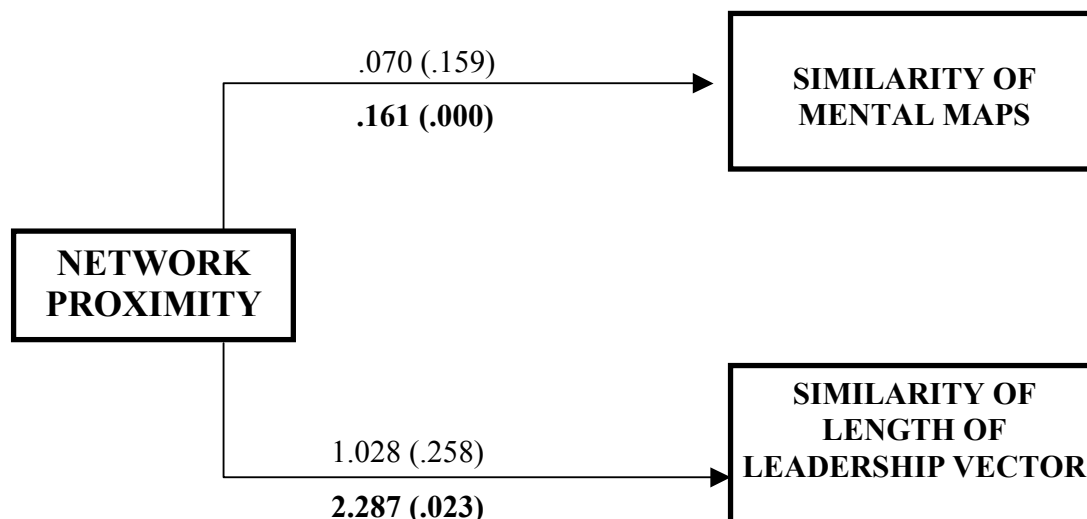 .070 (.159)
.161 (.000)
SIMILARITY OF
MENTAL MAPS
NETWORK
PROXIMITY
SIMILARITY OF
LENGTH OF
LEADERSHIP VECTOR
1.028 (.258)
2.287 (.023)